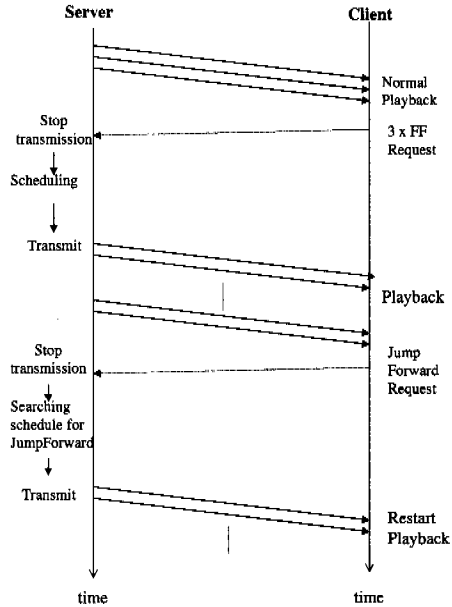 Server
Client
Normal
Playback
Stop
transmission
3 x FF
Request
Scheduling
Transmit
Playback
Stop
transmission
Jump
Forward
Request
Searching
schedule for
JumpForward
Transmit
Restart
Playback
time
time